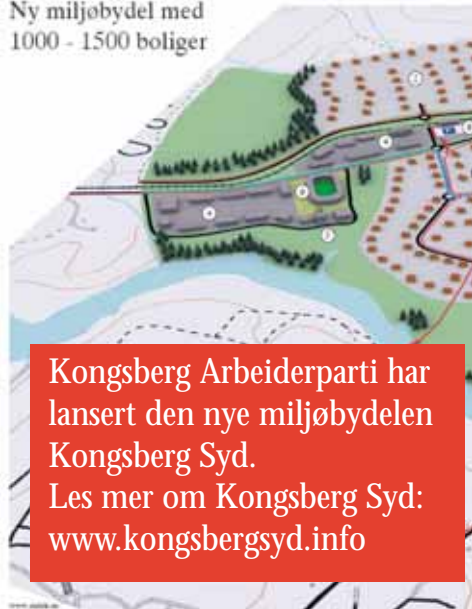 Ny miljøbydel med
1000 - 1500 boliger
Kongsberg Arbeiderparti har
lansert den nye miljøbydelen
Kongsberg Syd.
Les mer om Kongsberg Syd:
www.kongsbergsyd.info